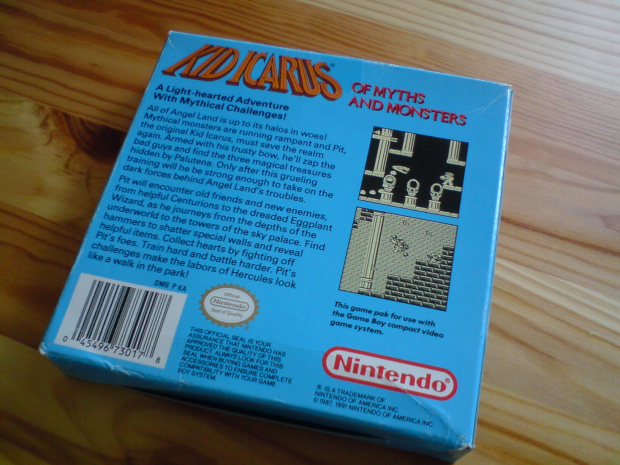 KID ICARUS
OF MYTHS
AND MONSTERS
A Light-hearted Adventure
With Mythical Challenges!
All of Angel Land is up to its halos in woes!
Mythical monsters are running rampant and Pit,
the original Kid Icarus, must save the realm
again. Armed with his trusty bow, he'll zap the
bad guys and find the three magical treasures
hidden by Palutena. Only after this grueling
training will he be strong enough to take on the
dark forces behind Angel Land's troubles.
Pit will encounter old friends and new enemies,
from helpful Centurions to the dreaded Eggplant
Wizard, as he journeys from the depths of the
underworld to the towers of the sky palace. Find
hammers to shatter special walls and reveal
helpful items. Collect hearts by fighting off
Pit's foes. Train hard and battle harder. Pit's
challenges make the labors of Hercules look
like a walk in the park!
DMG P KA
0 45496 73017 8
Official
Nintendo
Seal of Quality
THIS OFFICIAL SEAL IS YOUR
ASSURANCE THAT NINTENDO HAS
APPROVED THE QUALITY OF THIS
PRODUCT. ALWAYS LOOK FOR THIS
SEAL WHEN BUYING GAMES AND
ACCESSORIES TO ENSURE COMPLETE
COMPATIBILITY WITH YOUR GAME
BOY SYSTEM.
This game pak for use with
the Game Boy compact video
game system.
Nintendo®
® IS A TRADEMARK OF
NINTENDO OF AMERICA INC.
© 1987, 1991 NINTENDO OF AMERICA INC.